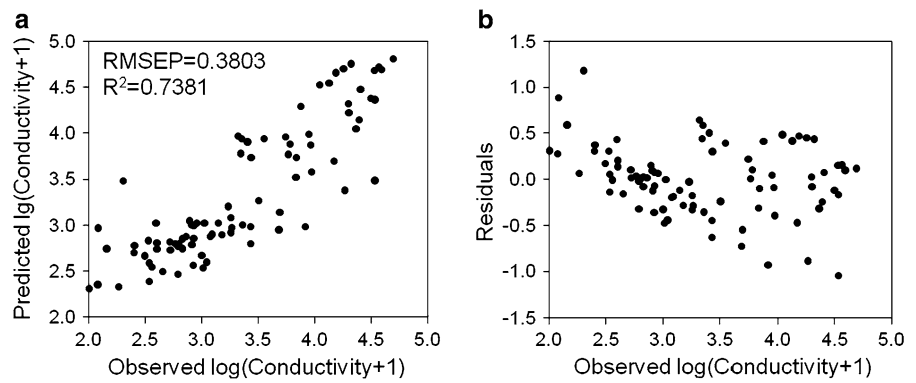 a
RMSEP=0.3803
R²=0.7381
Predicted lg(Conductivity+1)
5.0
4.5
4.0
3.5
3.0
2.5
2.0
2.0 2.5 3.0 3.5 4.0 4.5 5.0
Observed log(Conductivity+1)
b
Residuals
1.5
1.0
0.5
0.0
-0.5
-1.0
-1.5
2.0 2.5 3.0 3.5 4.0 4.5 5.0
Observed log(Conductivity+1)